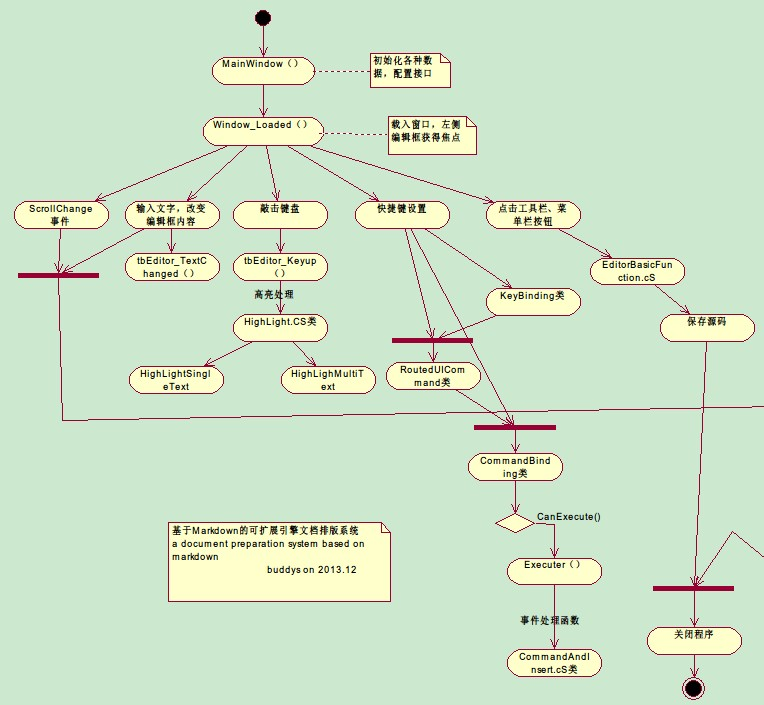 MainWindow（）
初始化各种数
据，配置接口
Window_Loaded（）
载入窗口，左侧
编辑框获得焦点
ScrollChange
事件
输入文字，改变
编辑框内容
敲击键盘
快捷键设置
点击工具栏、菜
单栏按钮
tbEditor_TextC
hanged（）
tbEditor_Keyup
（）
EditorBasicFun
ction.cS
高亮处理
KeyBinding类
HighLight.CS类
保存源码
HighLightSingl
eText
HighLighMultiT
ext
RoutedUICom
mand类
CommandBind
ing类
CanExecute()
基于Markdown的可扩展引擎文档排版系统
a document preparation system based on
markdown
buddys on 2013.12
Executer（）
事件处理函数
关闭程序
CommandAndI
nsert.cS类